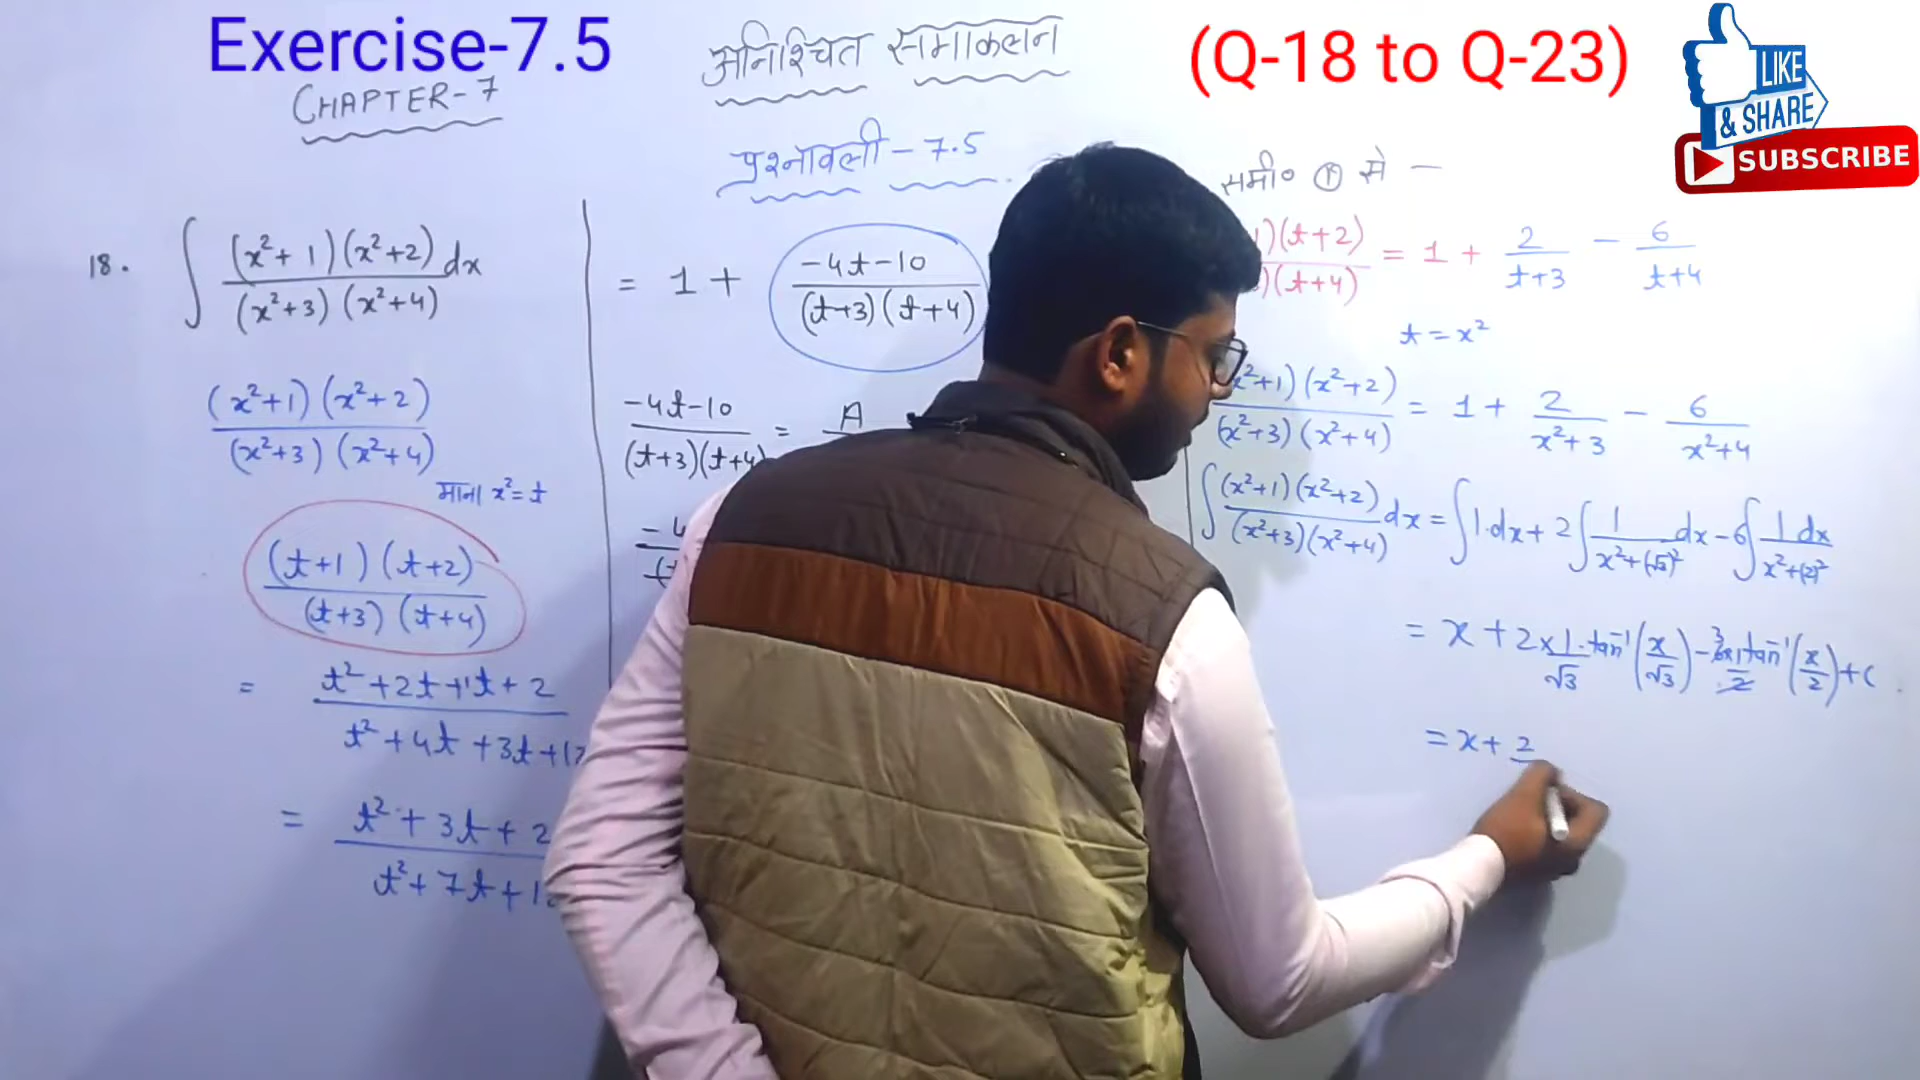 Exercise-7.5
अनिश्चित समाकलन
(Q-18 to Q-23)
LIKE
& SHARE
SUBSCRIBE
CHAPTER-7
प्रश्नावली - 7.5
18. ∫ (x²+1)(x²+2) dx
(x²+3)(x²+4)
(x²+1)(x²+2)
(x²+3)(x²+4)
माना x²=t
(t+1)(t+2)
(t+3)(t+4)
= t²+2t+1t+2
t²+4t+3t+12
= t²+3t+2
t²+7t+1
= 1 + -4t-10
(t+3)(t+4)
-4t-10 = A
(t+3)(t+4)
-4
समी० ① से —
)(t+2) = 1 + 2 - 6
)(t+4) t+3 t+4
t = x²
x²+1)(x²+2) = 1 + 2 - 6
(x²+3)(x²+4) x²+3 x²+4
∫ (x²+1)(x²+2) dx = ∫1.dx + 2∫ 1 dx - 6∫ 1 dx
(x²+3)(x²+4) x²+(√3)² x²+(2)²
= x + 2×1 . tan⁻¹(x/√3) - 6×1 tan⁻¹(x/2) + C
√3 2
3
= x + 2